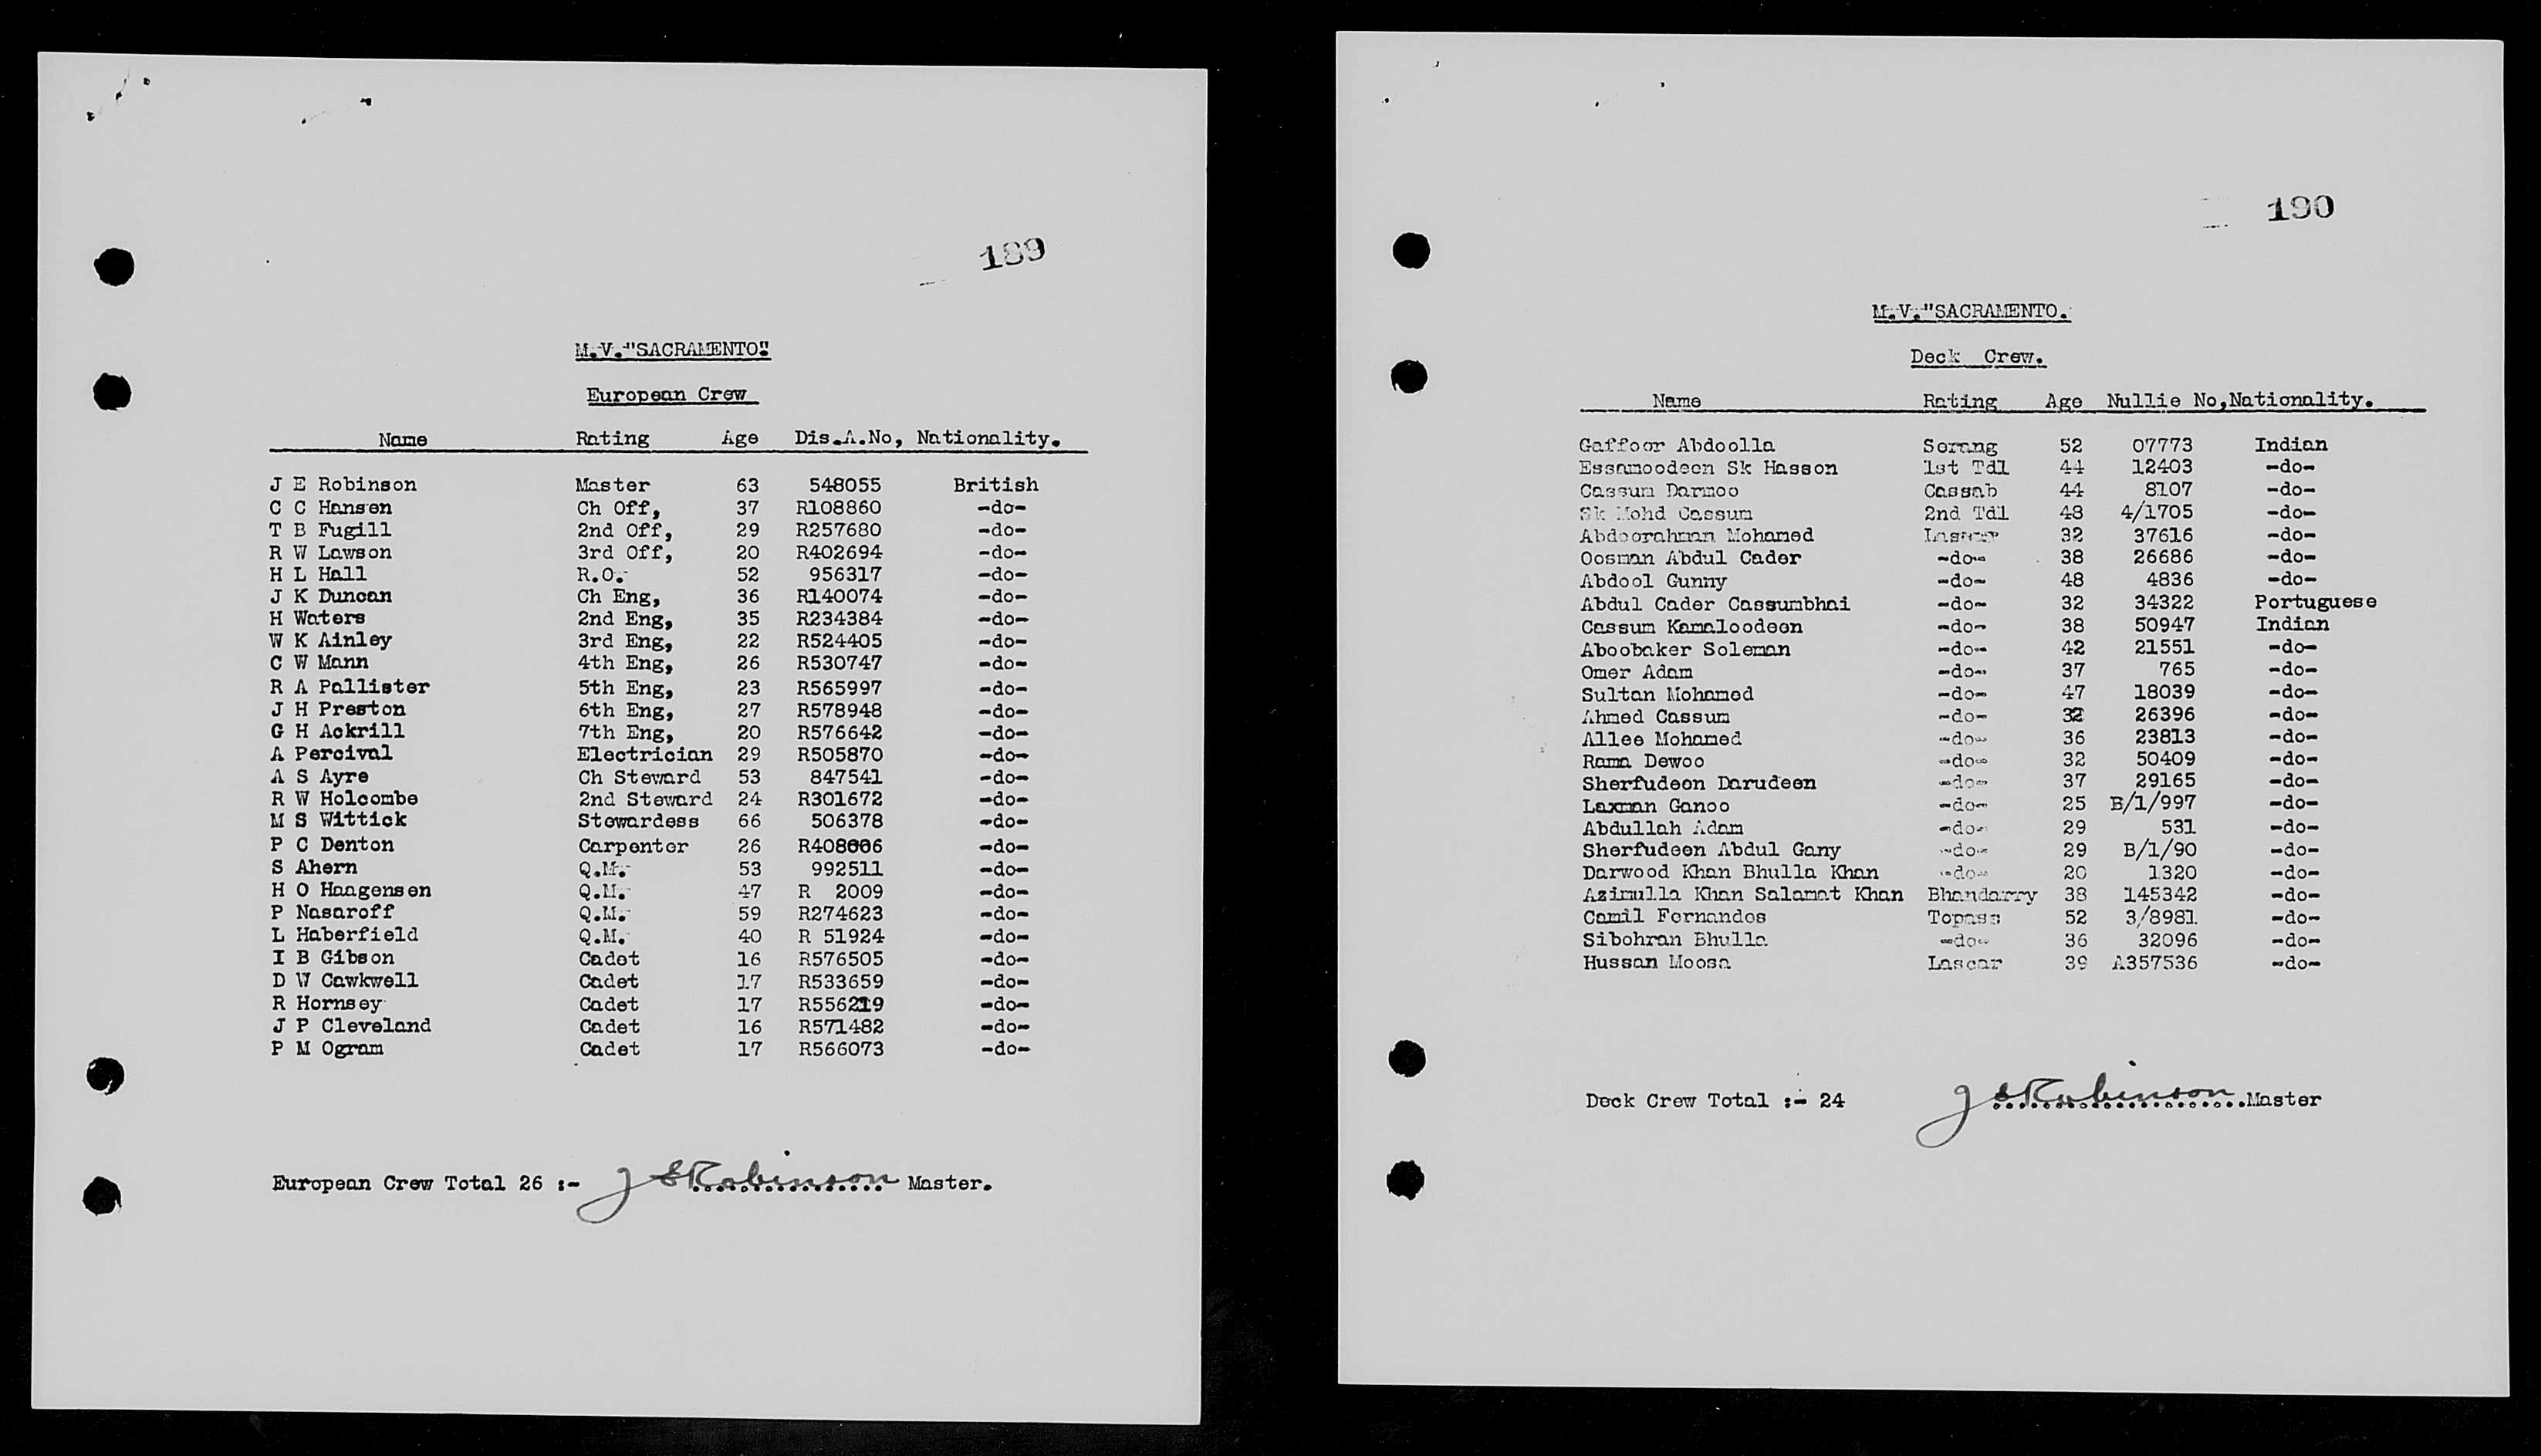 189
M.V."SACRAMENTO"
European Crew
Name Rating Age Dis.A.No, Nationality.
J E Robinson Master 63 548055 British
C C Hansen Ch Off, 37 R108860 -do-
T B Fugill 2nd Off, 29 R257680 -do-
R W Lawson 3rd Off, 20 R402694 -do-
H L Hall R.O. 52 956317 -do-
J K Duncan Ch Eng, 36 R140074 -do-
H Waters 2nd Eng, 35 R234384 -do-
W K Ainley 3rd Eng, 22 R524405 -do-
C W Mann 4th Eng, 26 R530747 -do-
R A Pallister 5th Eng, 23 R565997 -do-
J H Preston 6th Eng, 27 R578948 -do-
G H Ackrill 7th Eng, 20 R576642 -do-
A Percival Electrician 29 R505870 -do-
A S Ayre Ch Steward 53 847541 -do-
R W Holcombe 2nd Steward 24 R301672 -do-
M S Wittick Stewardess 66 506378 -do-
P C Denton Carpenter 26 R408006 -do-
S Ahern Q.M. 53 992511 -do-
H O Haagensen Q.M. 47 R 2009 -do-
P Nasaroff Q.M. 59 R274623 -do-
L Haberfield Q.M. 40 R 51924 -do-
I B Gibson Cadet 16 R576505 -do-
D W Cawkwell Cadet 17 R533659 -do-
R Hornsey Cadet 17 R556219 -do-
J P Cleveland Cadet 16 R571482 -do-
P M Ogram Cadet 17 R566073 -do-
European Crew Total 26 :- J E Robinson Master.
190
M.V."SACRAMENTO.
Deck Crew.
Name Rating Age Nullie No,Nationality.
Gaffoor Abdoolla Serang 52 07773 Indian
Essamoodeen Sk Hasson 1st Tdl 44 12403 -do-
Cassum Darmoo Cassab 44 8107 -do-
Sk Mohd Cassum 2nd Tdl 48 4/1705 -do-
Abdoorahman Mohamed Lascar 32 37616 -do-
Oosman Abdul Cader -do- 38 26686 -do-
Abdool Gunny -do- 48 4836 -do-
Abdul Cader Cassumbhai -do- 32 34322 Portuguese
Cassum Kamaloodeen -do- 38 50947 Indian
Aboobaker Soleman -do- 42 21551 -do-
Omer Adam -do- 37 765 -do-
Sultan Mohamed -do- 47 18039 -do-
Ahmed Cassum -do- 32 26396 -do-
Allee Mohamed -do- 36 23813 -do-
Rama Dewoo -do- 32 50409 -do-
Sherfudeen Darudeen -do- 37 29165 -do-
Laxman Ganoo -do- 25 B/1/997 -do-
Abdullah Adam -do- 29 531 -do-
Sherfudeen Abdul Gany -do- 29 B/1/90 -do-
Darwood Khan Bhulla Khan -do- 20 1320 -do-
Azimulla Khan Salamat Khan Bhandarry 38 145342 -do-
Camil Fernandes Topass 52 3/8981 -do-
Sibohran Bhulla -do- 36 32096 -do-
Hussan Moosa Lascar 39 A357536 -do-
Deck Crew Total :- 24 J E Robinson Master